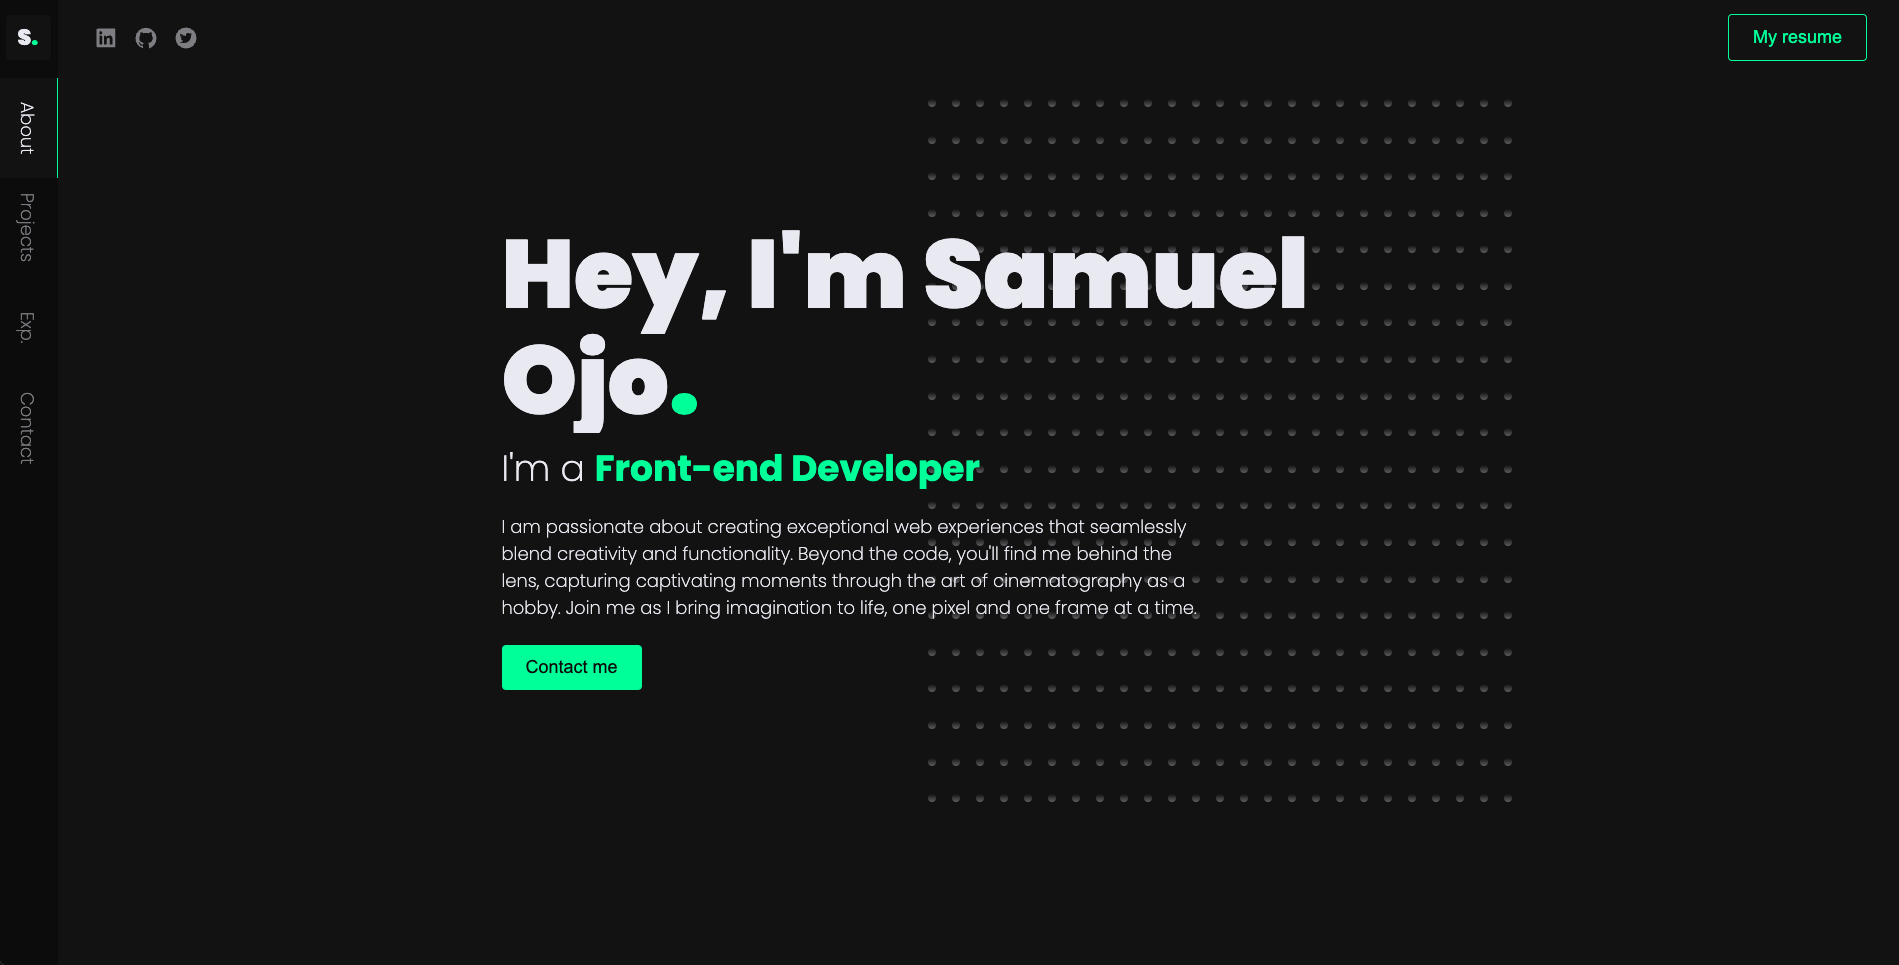 s.
My resume
About
Projects
Exp.
Contact
Hey, I'm Samuel
Ojo.
I'm a Front-end Developer
I am passionate about creating exceptional web experiences that seamlessly
blend creativity and functionality. Beyond the code, you'll find me behind the
lens, capturing captivating moments through the art of cinematography as a
hobby. Join me as I bring imagination to life, one pixel and one frame at a time.
Contact me